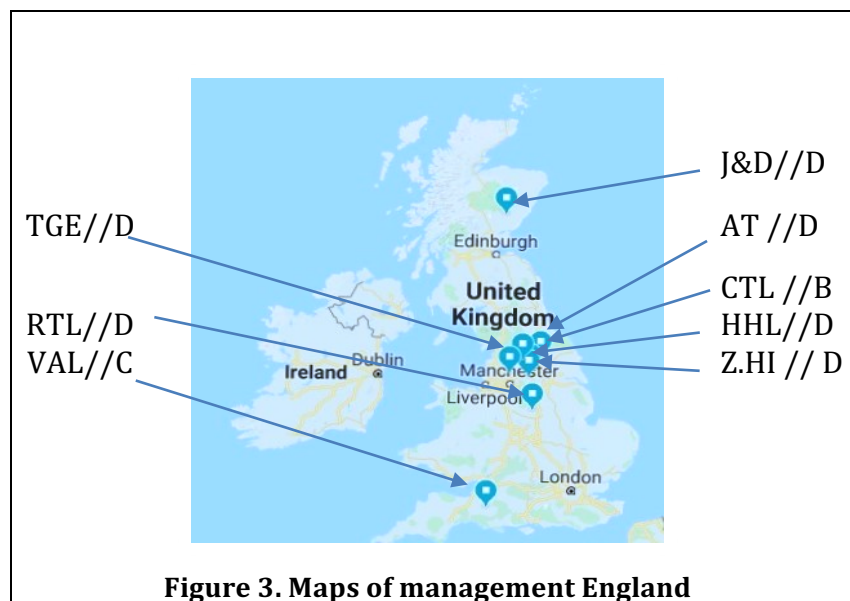 J&D//D
TGE//D
AT //D
Edinburgh
United
Kingdom
CTL //B
RTL//D
HHL//D
VAL//C
Dublin
Ireland
Manchester
Z.HI // D
Liverpool
London
Figure 3. Maps of management England